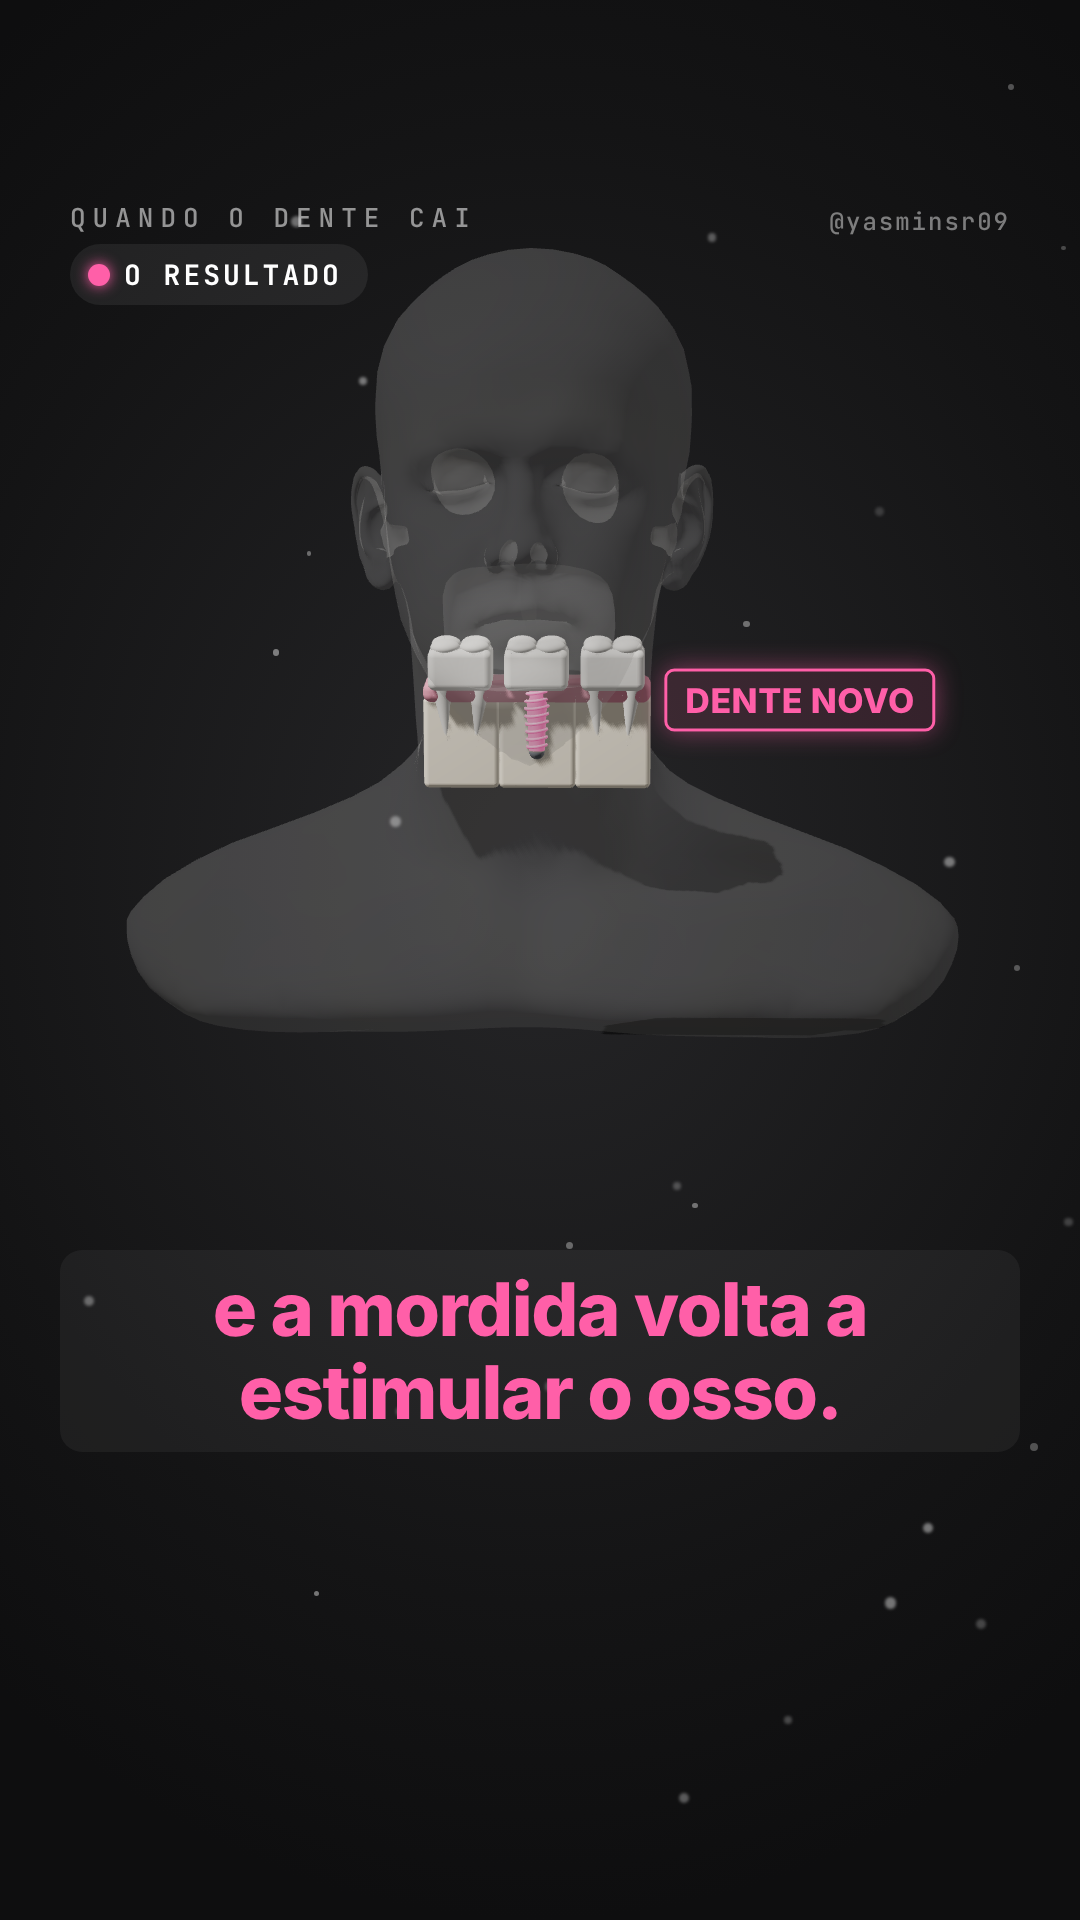 QUANDO O DENTE CAI
@yasminsr09
O RESULTADO
DENTE NOVO
e a mordida volta a
estimular o osso.